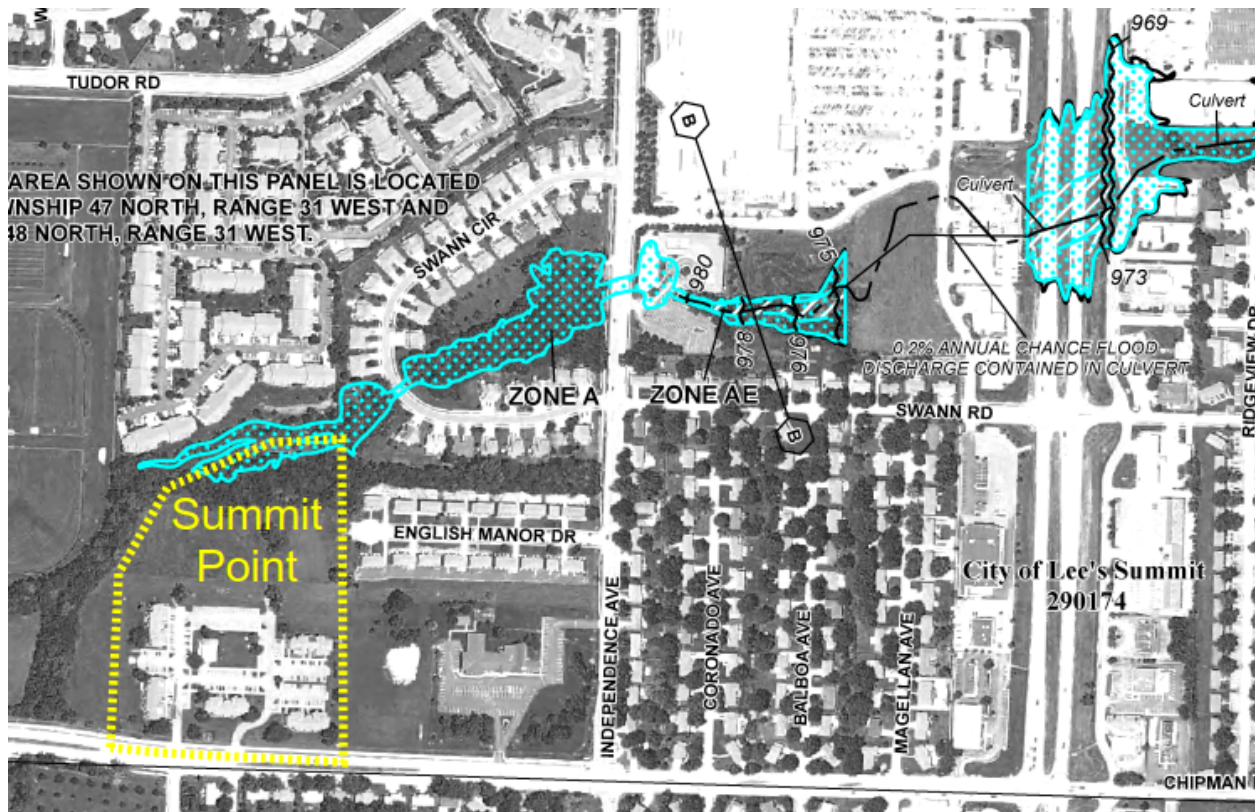 969
TUDOR RD
Culvert
B
AREA SHOWN ON THIS PANEL IS LOCATED
WNSHIP 47 NORTH, RANGE 31 WEST AND
48 NORTH, RANGE 31 WEST.
Culvert
SWANN CIR
975
980
973
978
976
0.2% ANNUAL CHANCE FLOOD
DISCHARGE CONTAINED IN CULVERT
ZONE A
ZONE AE
SWANN RD
RIDGEVIEW DR
B
Summit
Point
ENGLISH MANOR DR
City of Lee's Summit
290174
INDEPENDENCE AVE
CORONADO AVE
BALBOA AVE
MAGELLAN AVE
CHIPMAN